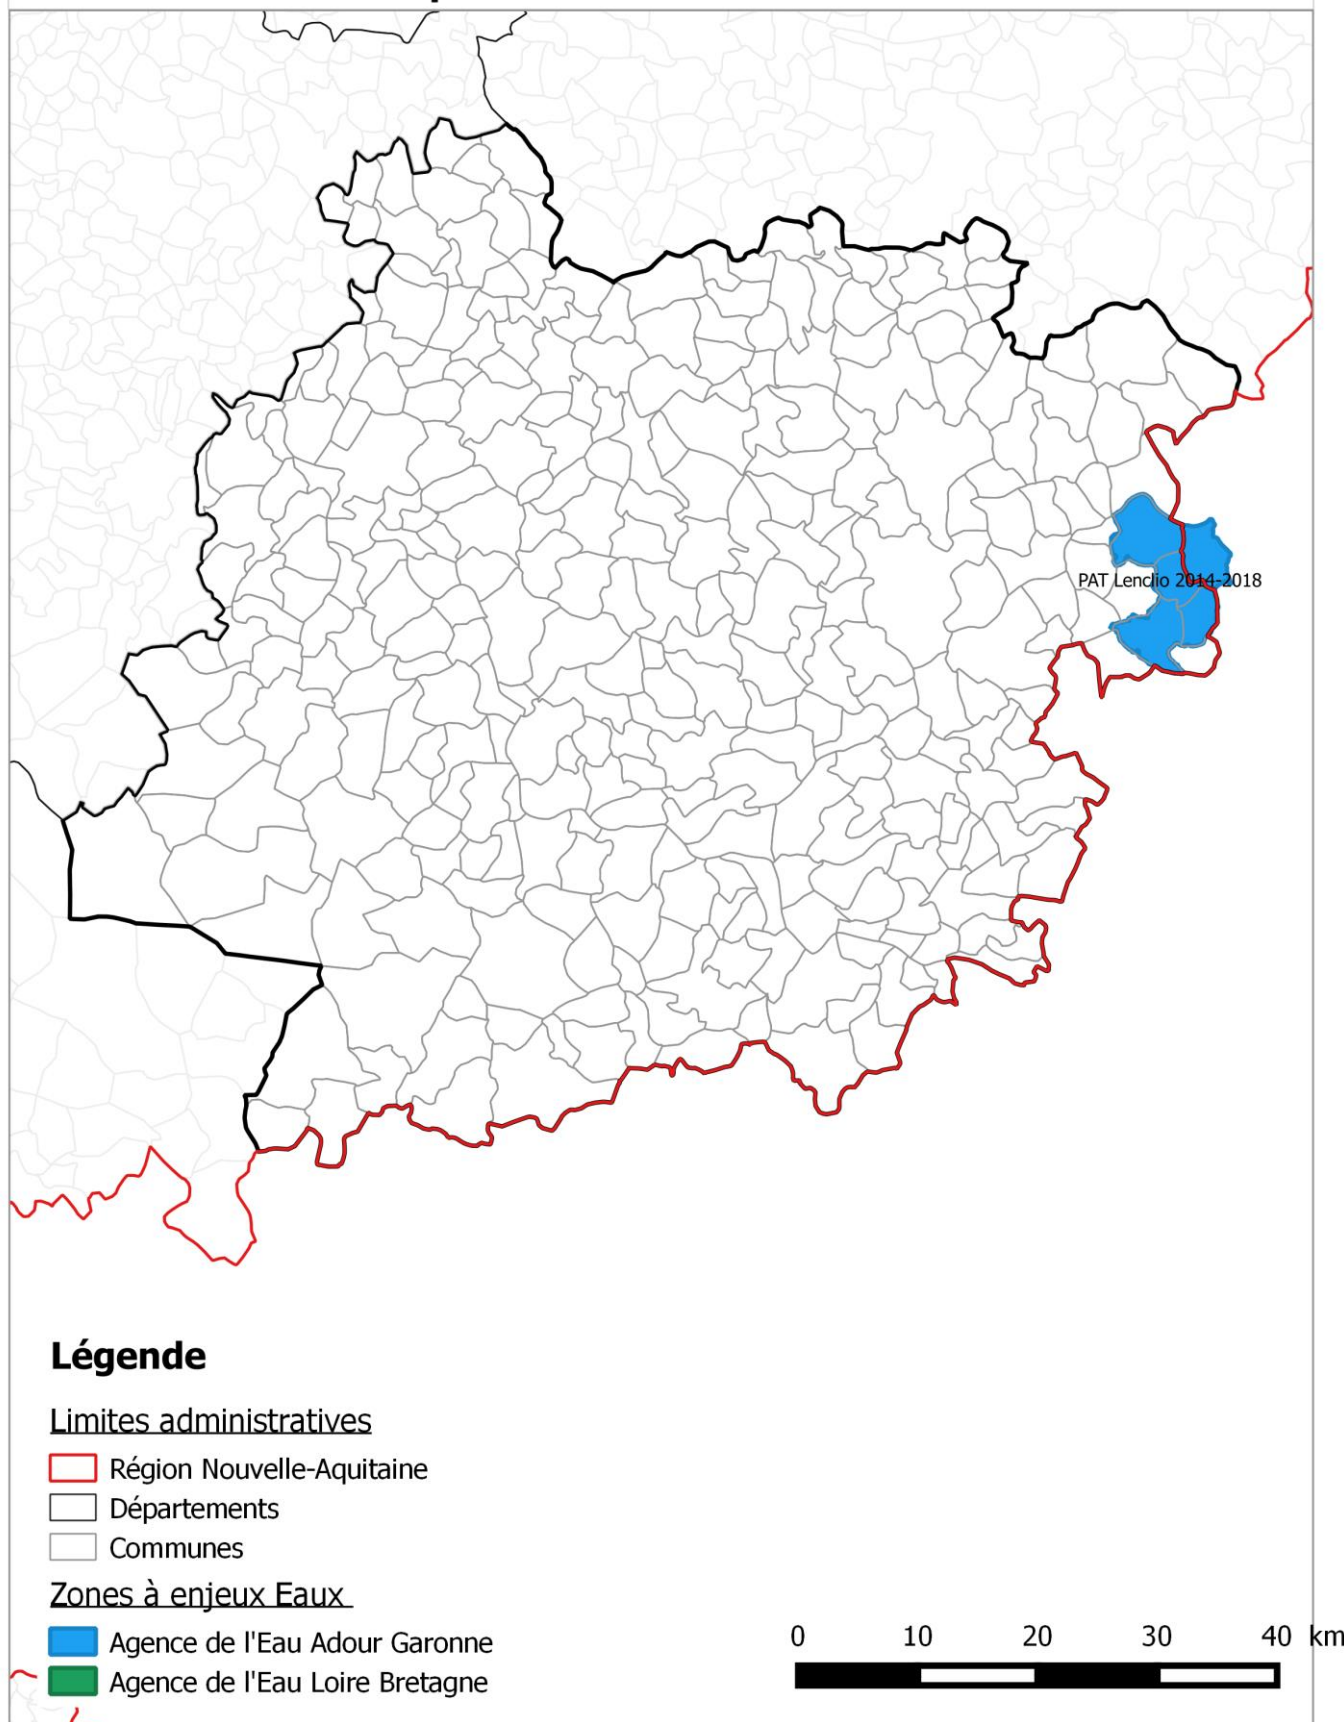 PAT Lenclio 2014-2018
Légende
Limites administratives
Région Nouvelle-Aquitaine
Départements
Communes
Zones à enjeux Eaux
Agence de l'Eau Adour Garonne
Agence de l'Eau Loire Bretagne
0 10 20 30 40 km